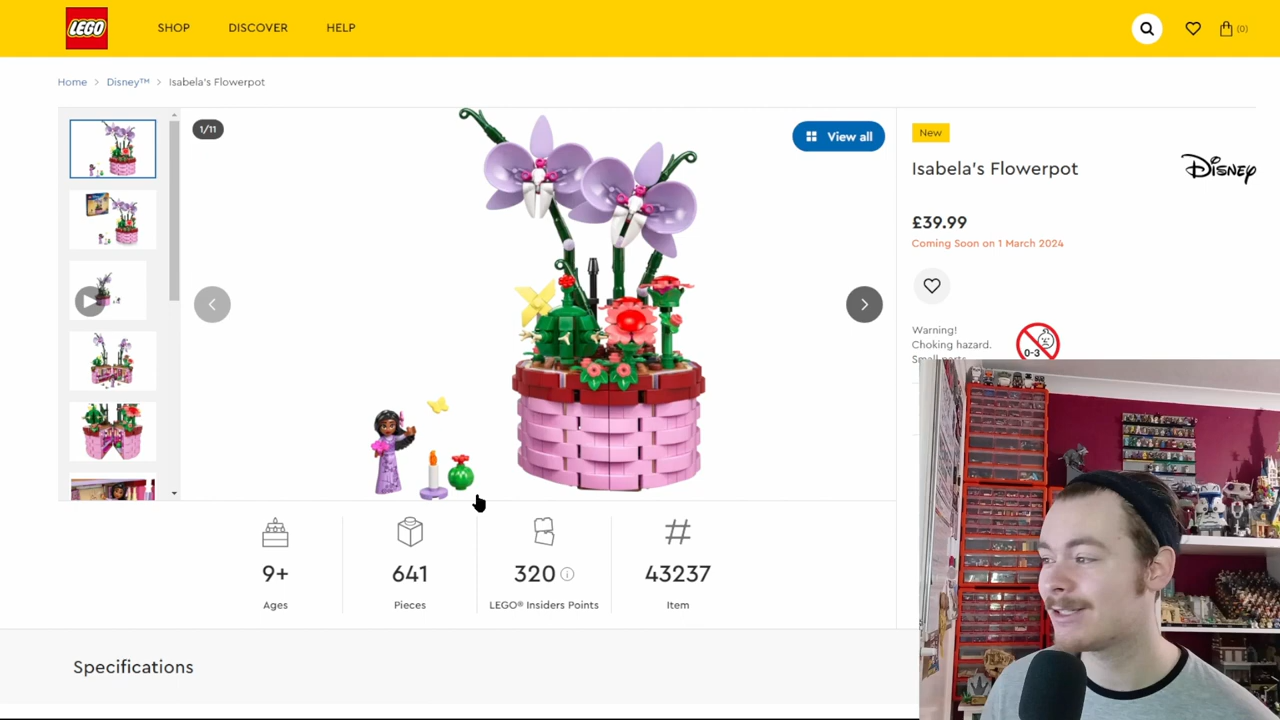 LEGO
SHOP
DISCOVER
HELP
(0)
Home > Disney™ > Isabela's Flowerpot
1/11
View all
New
Isabela's Flowerpot
Disney
£39.99
Coming Soon on 1 March 2024
Warning!
Choking hazard.
Small parts
0-3
9+
Ages
641
Pieces
320
LEGO® Insiders Points
#
43237
Item
Specifications